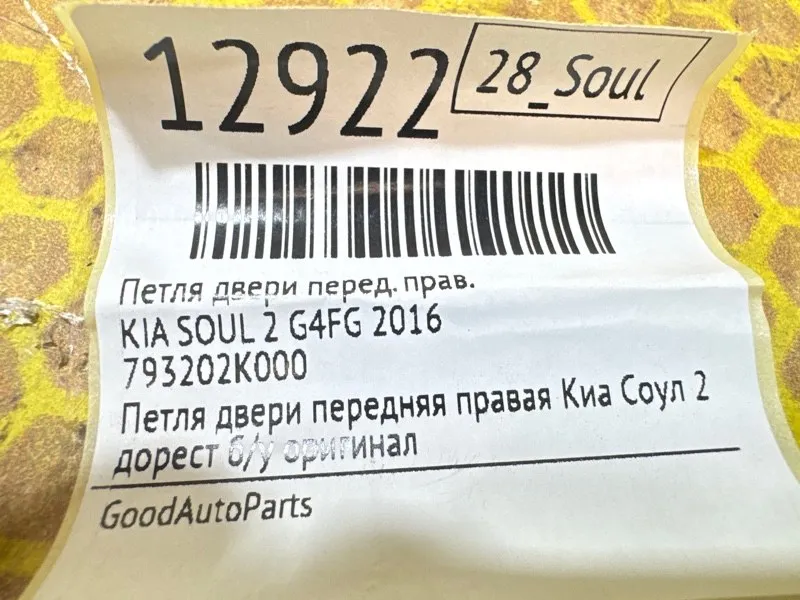 12922
28_Soul
Петля двери перед. прав.
KIA SOUL 2 G4FG 2016
793202K000
Петля двери передняя правая Киа Соул 2
дорест б/у оригинал
GoodAutoParts